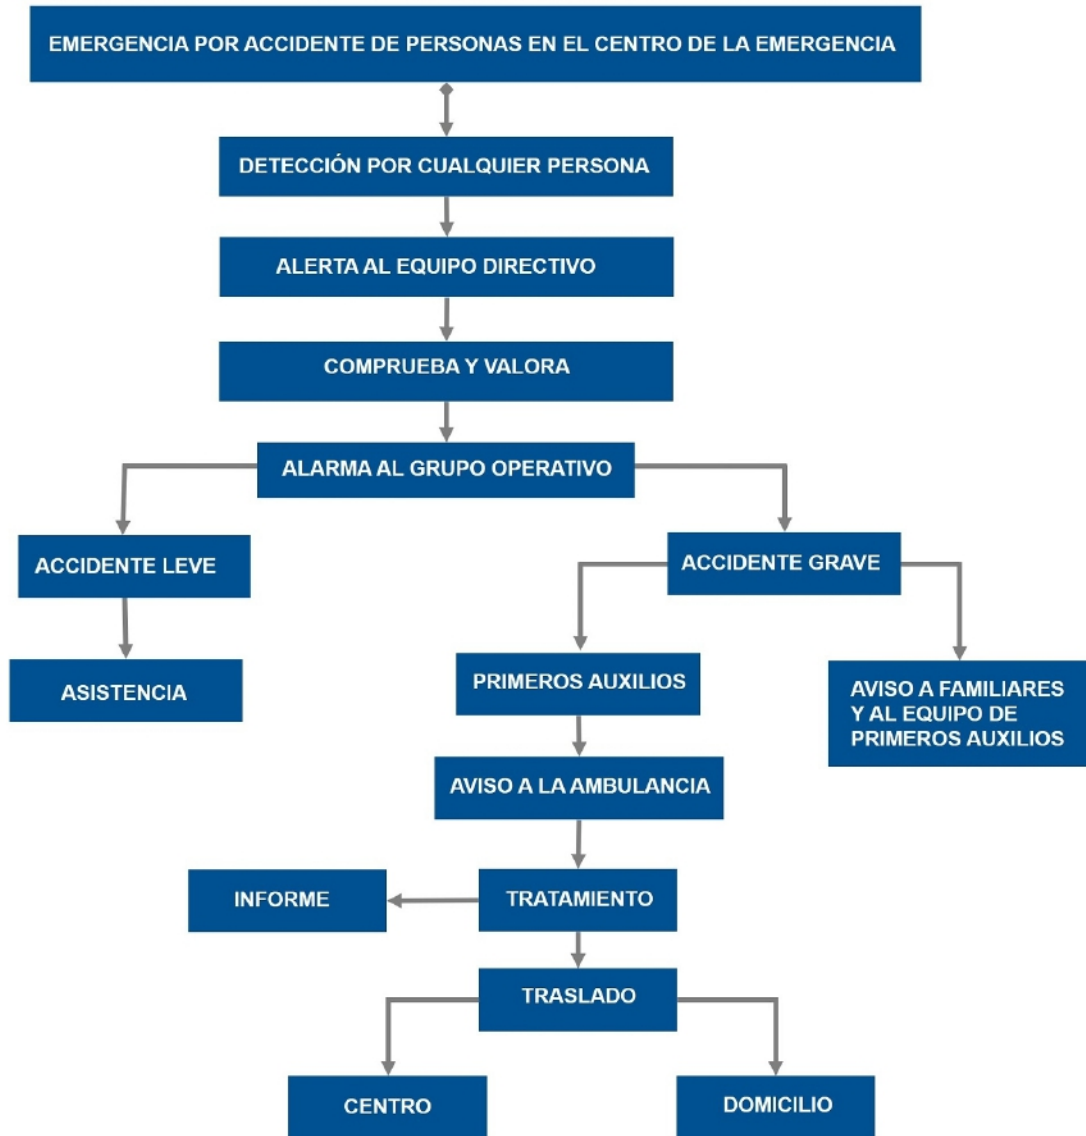 EMERGENCIA POR ACCIDENTE DE PERSONAS EN EL CENTRO DE LA EMERGENCIA
DETECCIÓN POR CUALQUIER PERSONA
ALERTA AL EQUIPO DIRECTIVO
COMPRUEBA Y VALORA
ALARMA AL GRUPO OPERATIVO
ACCIDENTE LEVE
ACCIDENTE GRAVE
ASISTENCIA
PRIMEROS AUXILIOS
AVISO A FAMILIARES
Y AL EQUIPO DE
PRIMEROS AUXILIOS
AVISO A LA AMBULANCIA
INFORME
TRATAMIENTO
TRASLADO
CENTRO
DOMICILIO